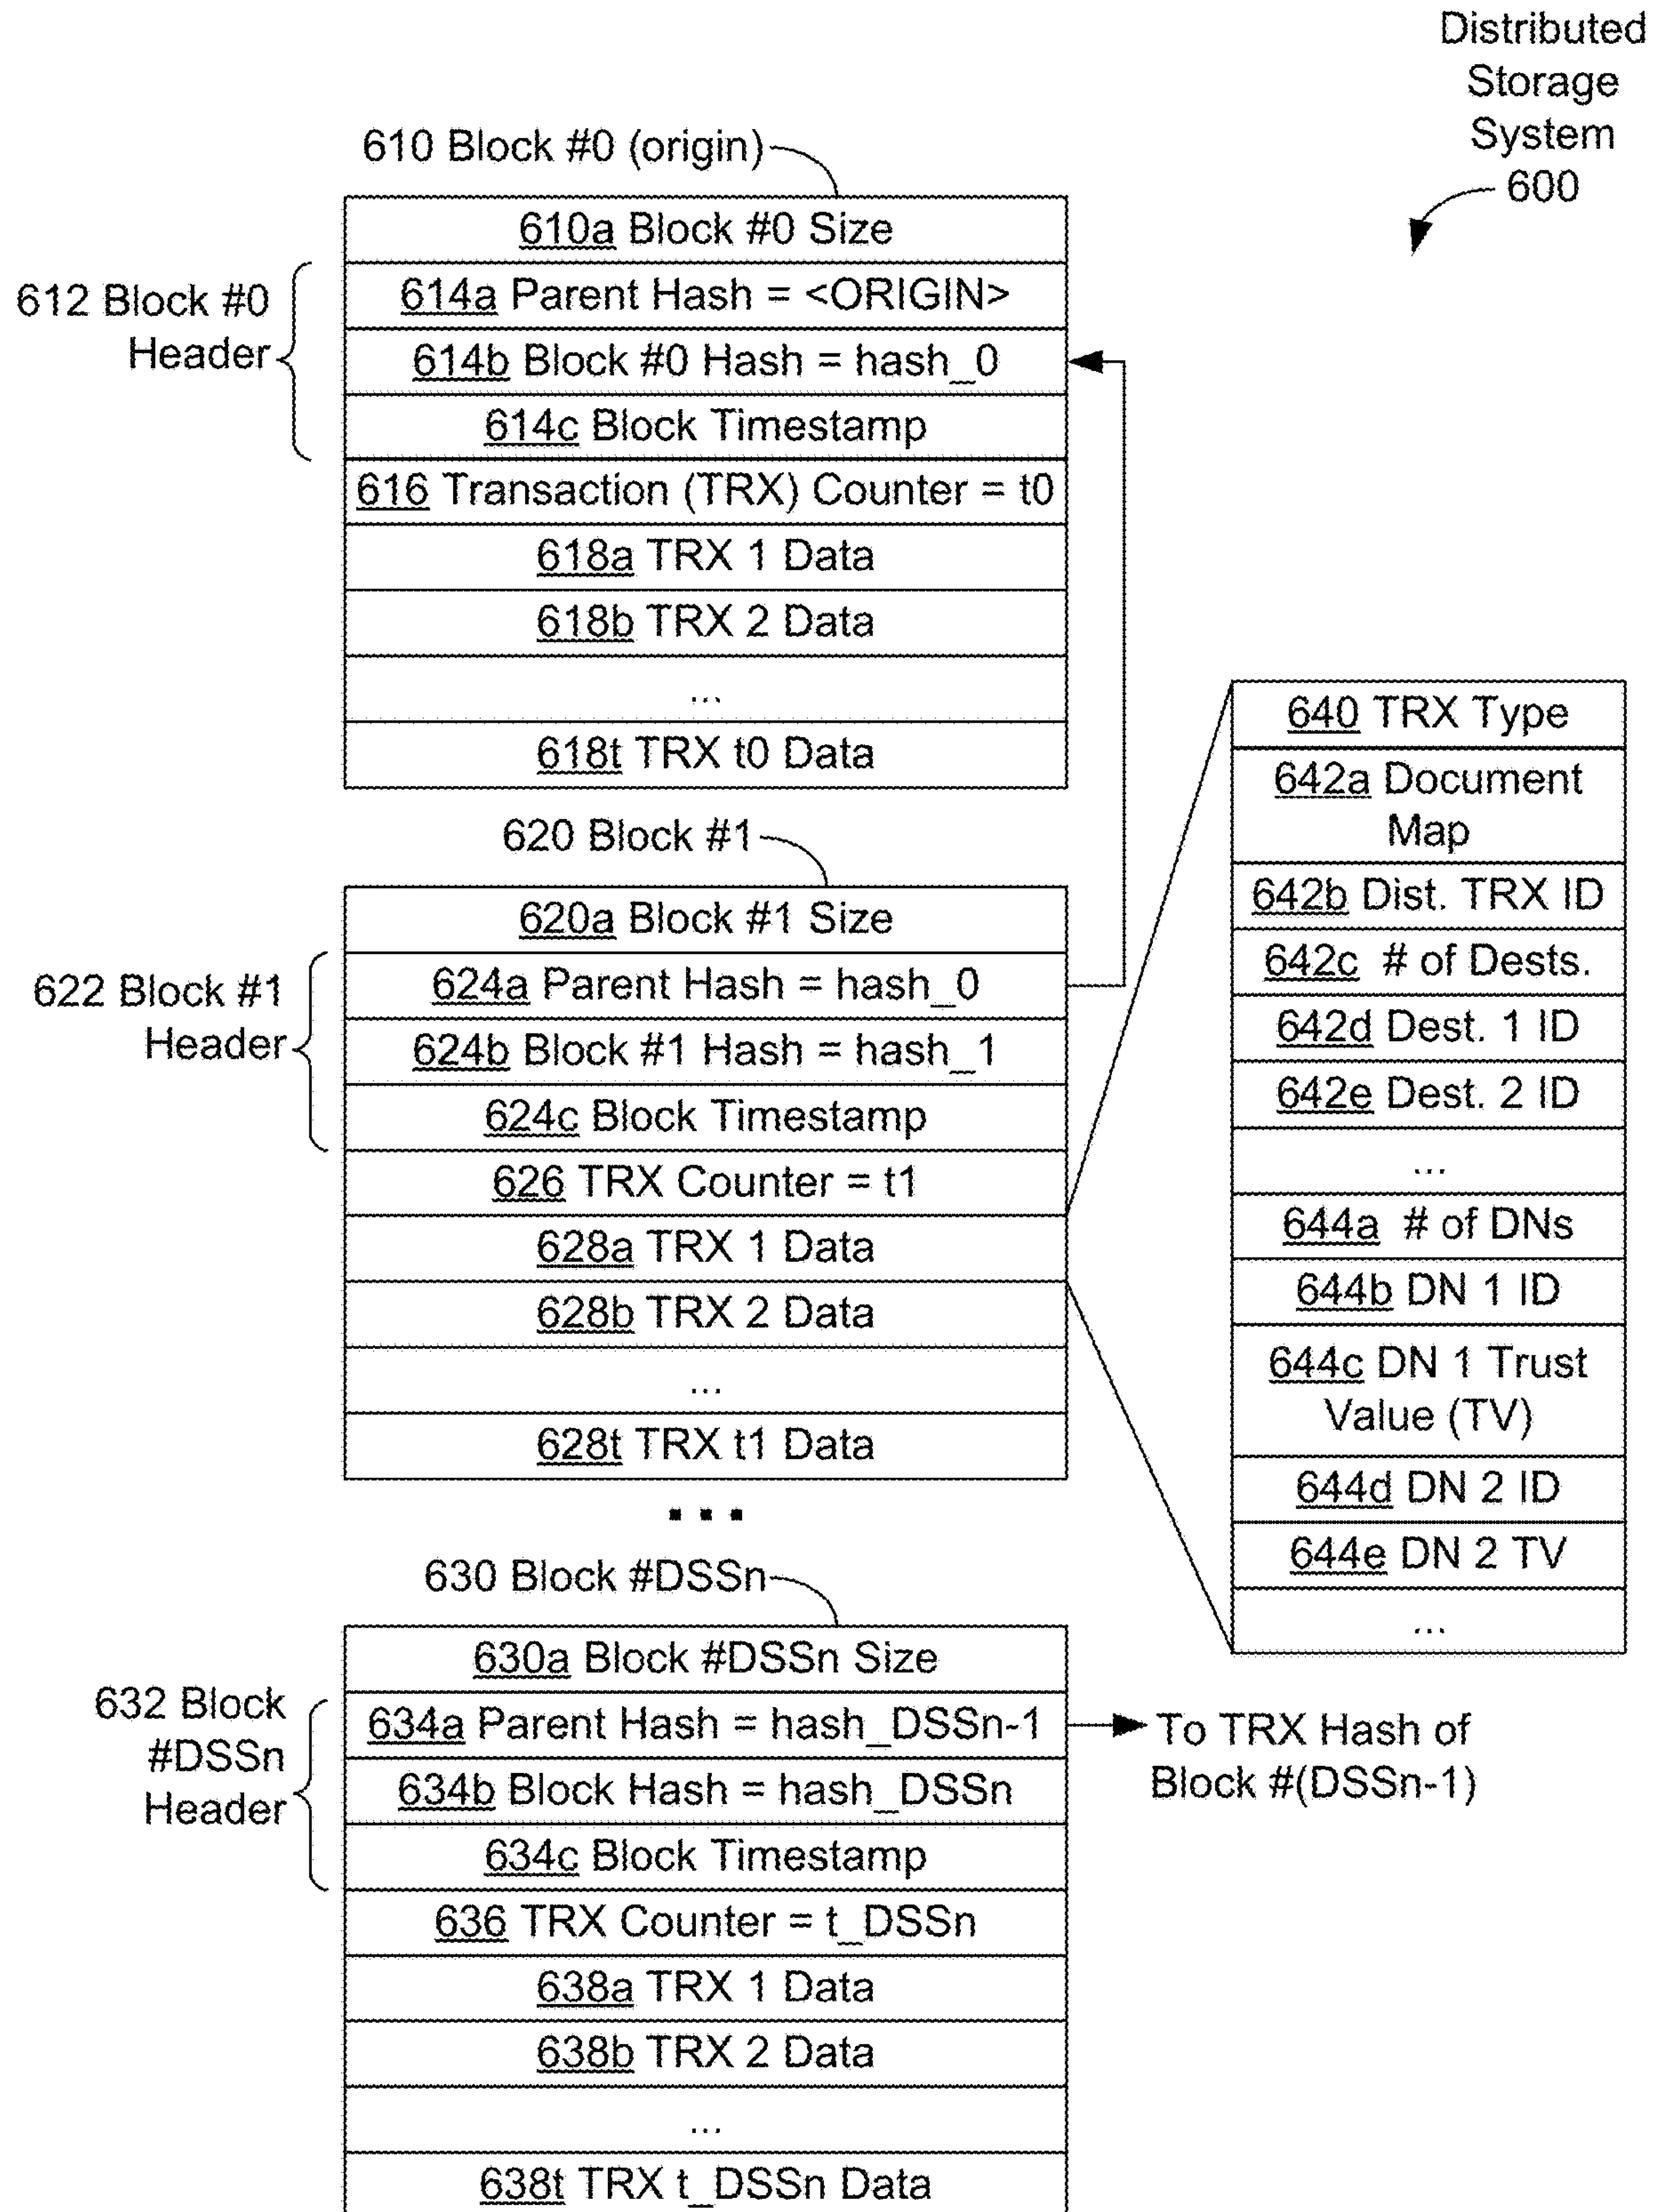 Distributed
Storage
System
600
610 Block #0 (origin)
610a Block #0 Size
612 Block #0
Header
614a Parent Hash = <ORIGIN>
614b Block #0 Hash = hash_0
614c Block Timestamp
616 Transaction (TRX) Counter = t0
618a TRX 1 Data
618b TRX 2 Data
...
618t TRX t0 Data
620 Block #1
620a Block #1 Size
622 Block #1
Header
624a Parent Hash = hash_0
624b Block #1 Hash = hash_1
624c Block Timestamp
626 TRX Counter = t1
628a TRX 1 Data
628b TRX 2 Data
...
628t TRX t1 Data
640 TRX Type
642a Document
Map
642b Dist. TRX ID
642c # of Dests.
642d Dest. 1 ID
642e Dest. 2 ID
...
644a # of DNs
644b DN 1 ID
644c DN 1 Trust
Value (TV)
644d DN 2 ID
644e DN 2 TV
...
...
630 Block #DSSn
630a Block #DSSn Size
632 Block
#DSSn
Header
634a Parent Hash = hash_DSSn-1
To TRX Hash of
Block #(DSSn-1)
634b Block Hash = hash_DSSn
634c Block Timestamp
636 TRX Counter = t_DSSn
638a TRX 1 Data
638b TRX 2 Data
...
638t TRX t_DSSn Data